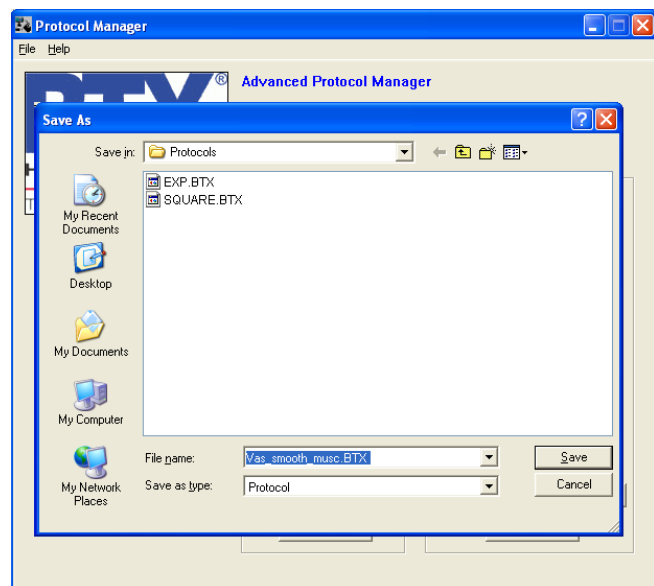 Protocol Manager
File Help
BTX®
Advanced Protocol Manager
Save As
Save in: Protocols
EXP.BTX
SQUARE.BTX
My Recent
Documents
Desktop
My Documents
My Computer
My Network
Places
File name: Vas_smooth_musc.BTX Save
Save as type: Protocol Cancel